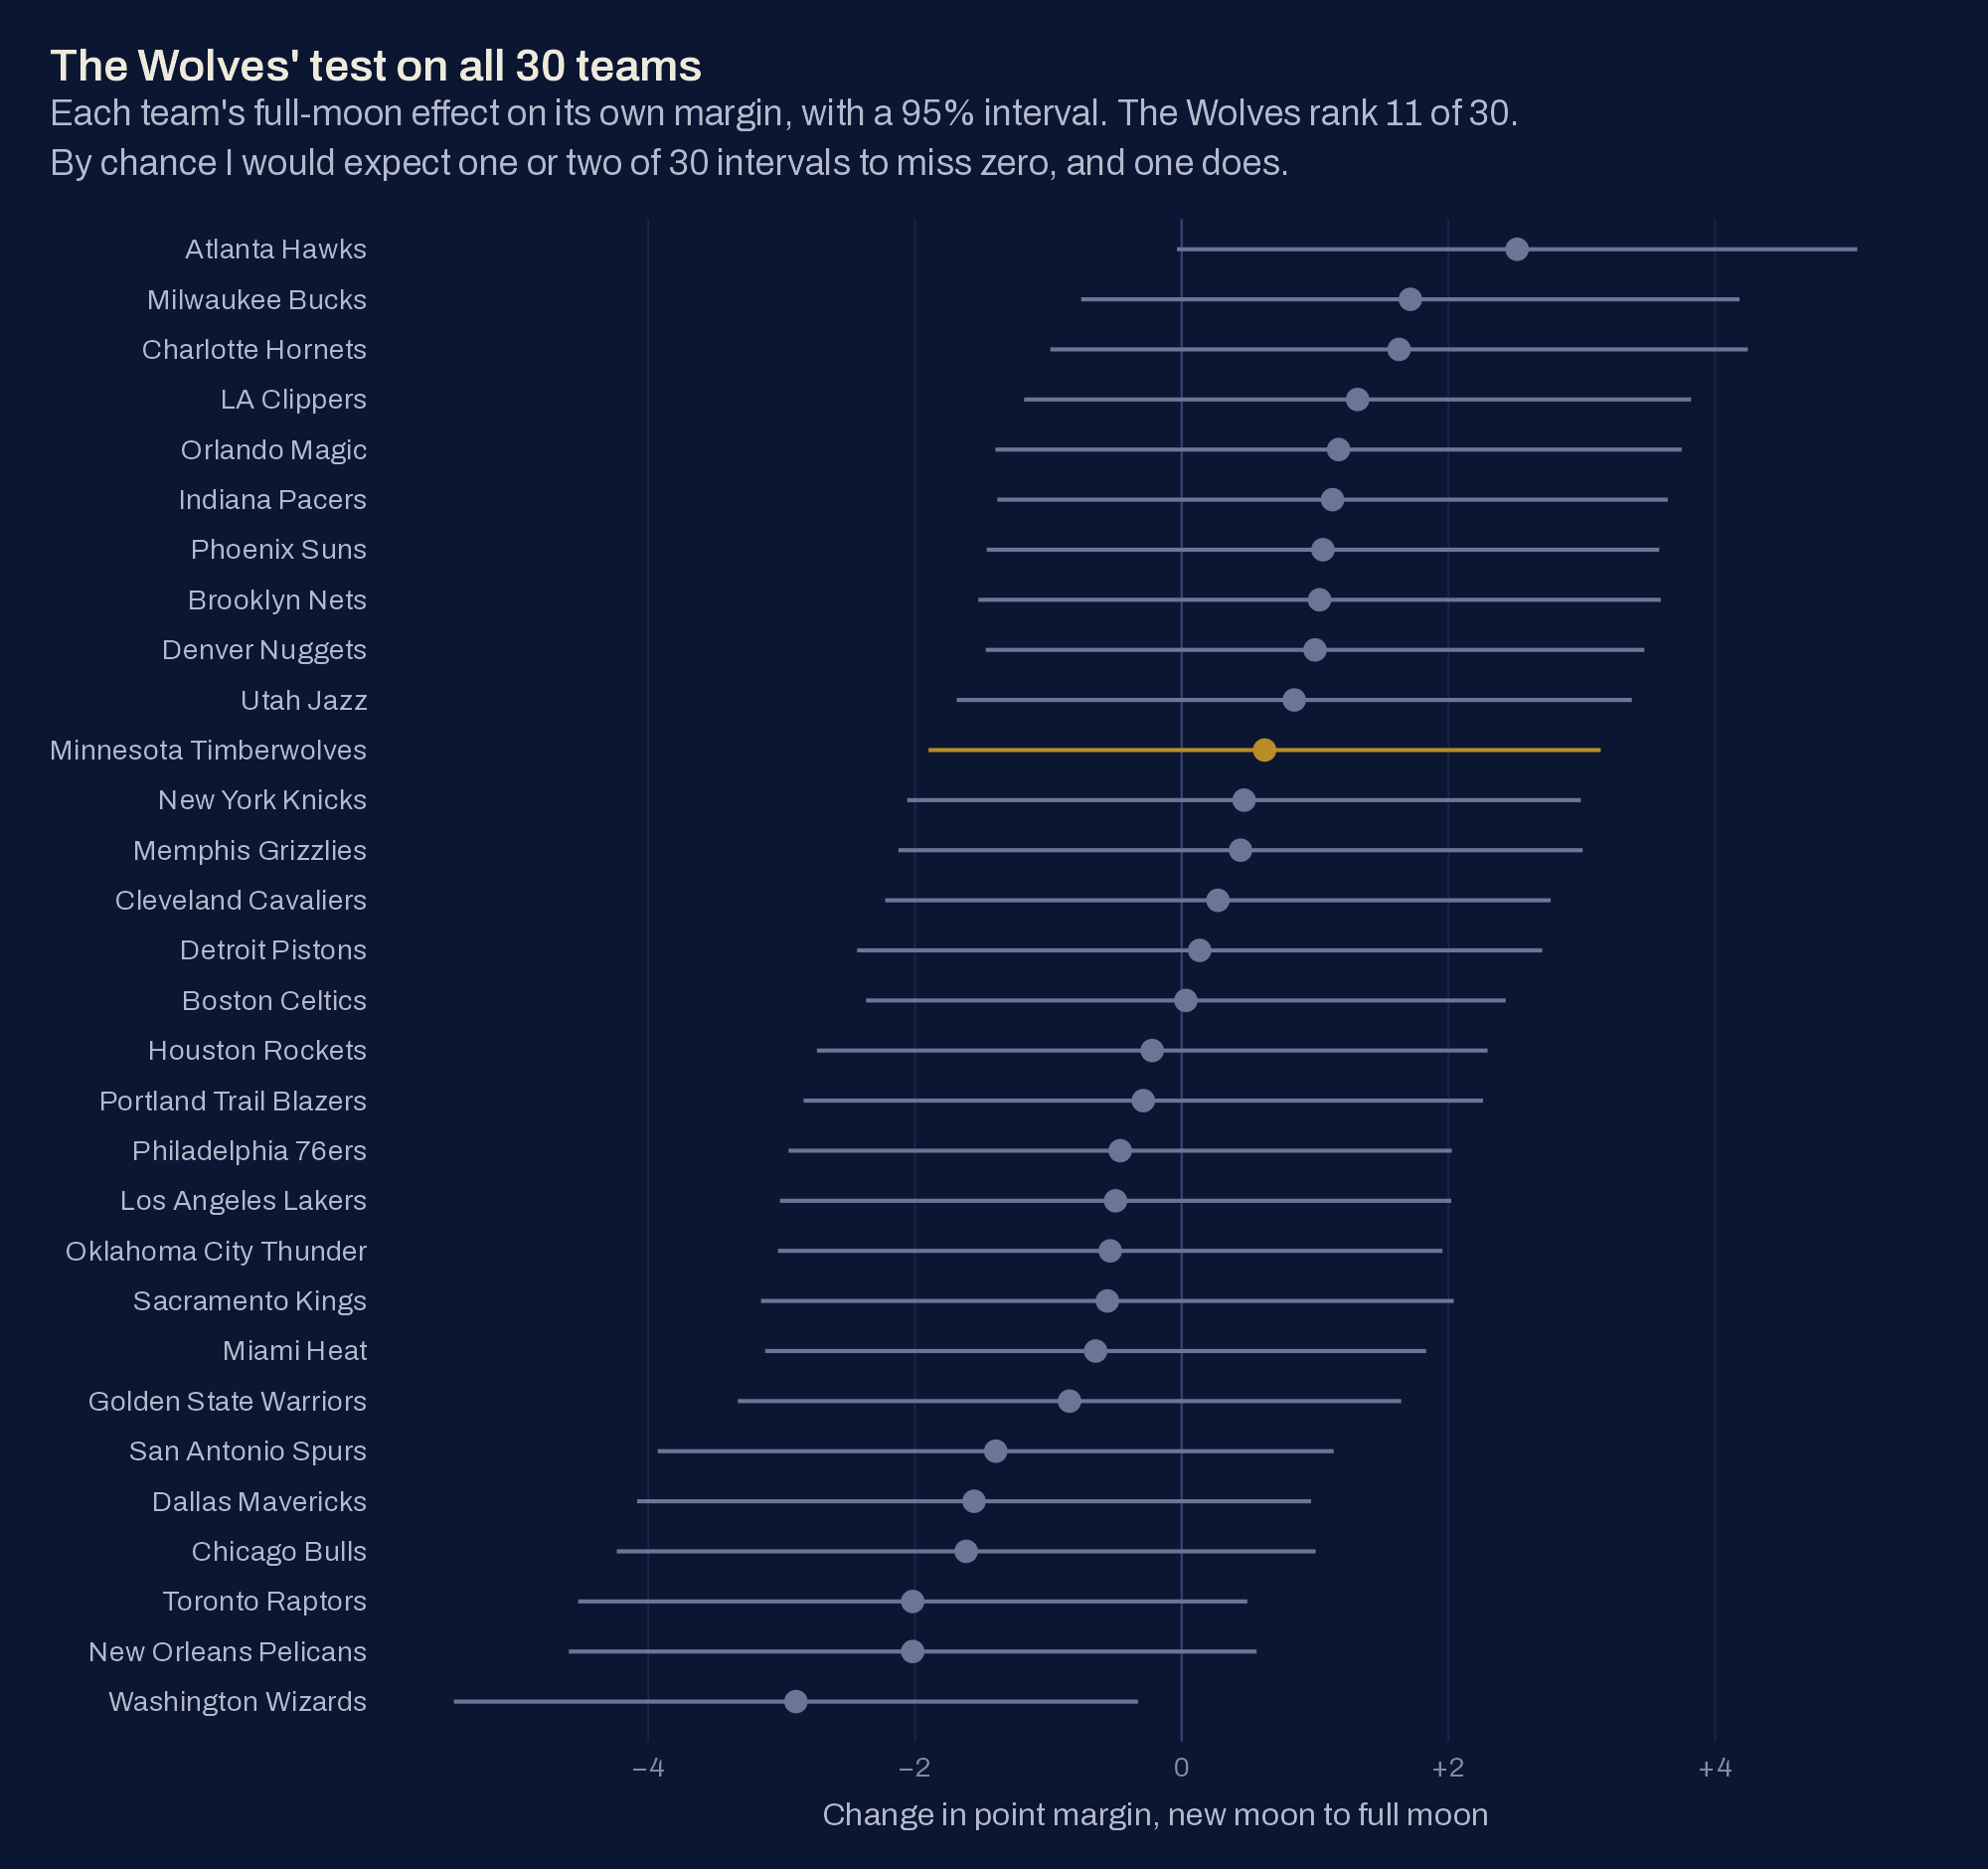 The Wolves' test on all 30 teams
Each team's full-moon effect on its own margin, with a 95% interval. The Wolves rank 11 of 30.
By chance I would expect one or two of 30 intervals to miss zero, and one does.
Atlanta Hawks
Milwaukee Bucks
Charlotte Hornets
LA Clippers
Orlando Magic
Indiana Pacers
Phoenix Suns
Brooklyn Nets
Denver Nuggets
Utah Jazz
Minnesota Timberwolves
New York Knicks
Memphis Grizzlies
Cleveland Cavaliers
Detroit Pistons
Boston Celtics
Houston Rockets
Portland Trail Blazers
Philadelphia 76ers
Los Angeles Lakers
Oklahoma City Thunder
Sacramento Kings
Miami Heat
Golden State Warriors
San Antonio Spurs
Dallas Mavericks
Chicago Bulls
Toronto Raptors
New Orleans Pelicans
Washington Wizards
−4 −2 0 +2 +4
Change in point margin, new moon to full moon